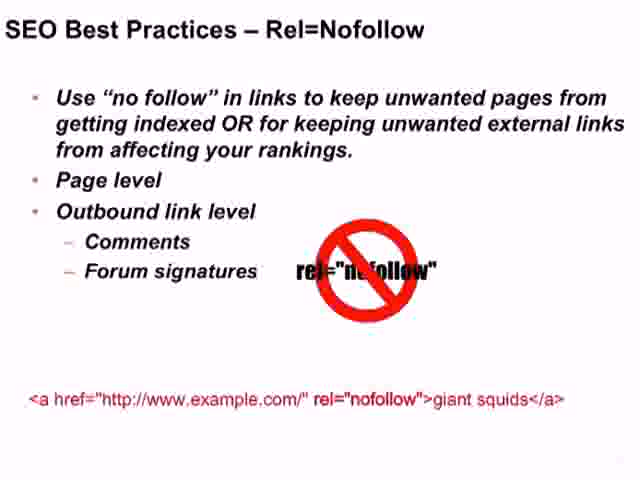 SEO Best Practices – Rel=Nofollow
• Use “no follow” in links to keep unwanted pages from
getting indexed OR for keeping unwanted external links
from affecting your rankings.
• Page level
• Outbound link level
– Comments
– Forum signatures
rel="nofollow"
<a href="http://www.example.com/" rel="nofollow">giant squids</a>